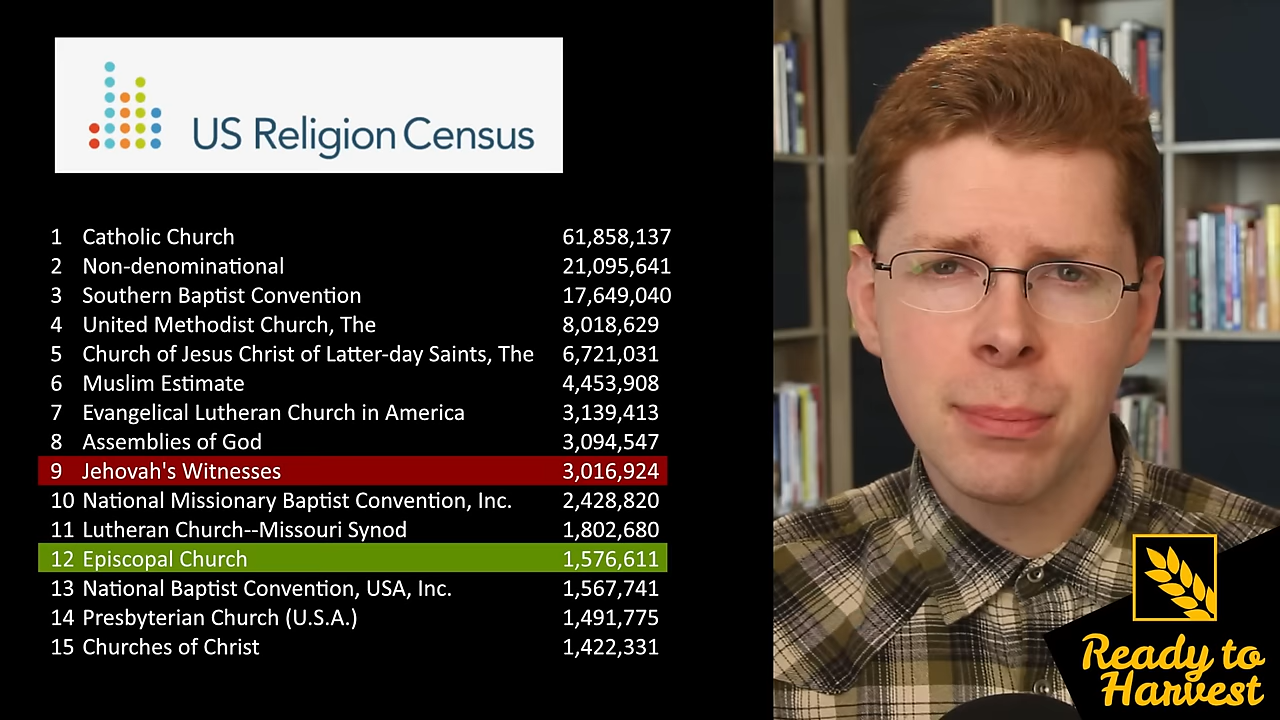 US Religion Census
1 Catholic Church 61,858,137
2 Non-denominational 21,095,641
3 Southern Baptist Convention 17,649,040
4 United Methodist Church, The 8,018,629
5 Church of Jesus Christ of Latter-day Saints, The 6,721,031
6 Muslim Estimate 4,453,908
7 Evangelical Lutheran Church in America 3,139,413
8 Assemblies of God 3,094,547
9 Jehovah's Witnesses 3,016,924
10 National Missionary Baptist Convention, Inc. 2,428,820
11 Lutheran Church--Missouri Synod 1,802,680
12 Episcopal Church 1,576,611
13 National Baptist Convention, USA, Inc. 1,567,741
14 Presbyterian Church (U.S.A.) 1,491,775
15 Churches of Christ 1,422,331
Ready to
Harvest